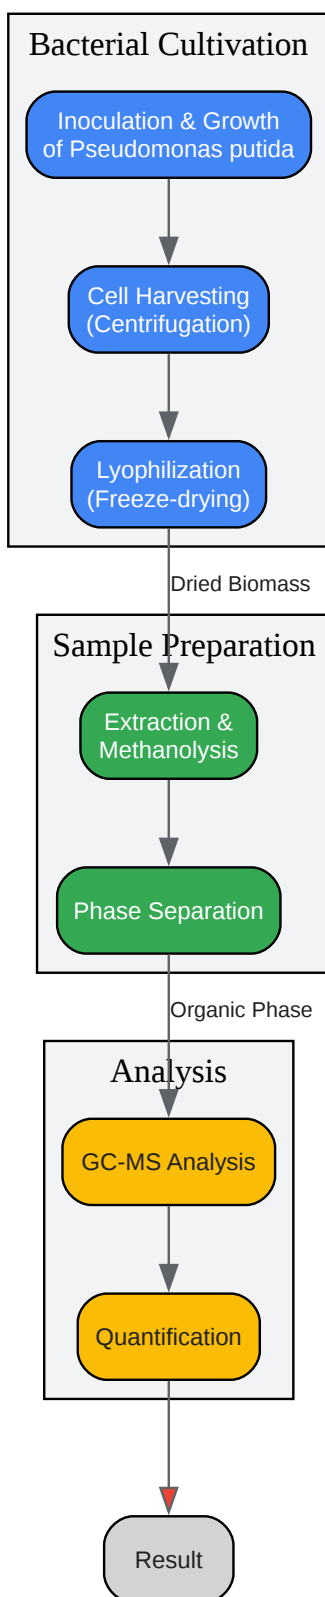 Bacterial Cultivation
Inoculation & Growth
of Pseudomonas putida
Cell Harvesting
(Centrifugation)
Lyophilization
(Freeze-drying)
Dried Biomass
Sample Preparation
Extraction &
Methanolysis
Phase Separation
Organic Phase
Analysis
GC-MS Analysis
Quantification
Result